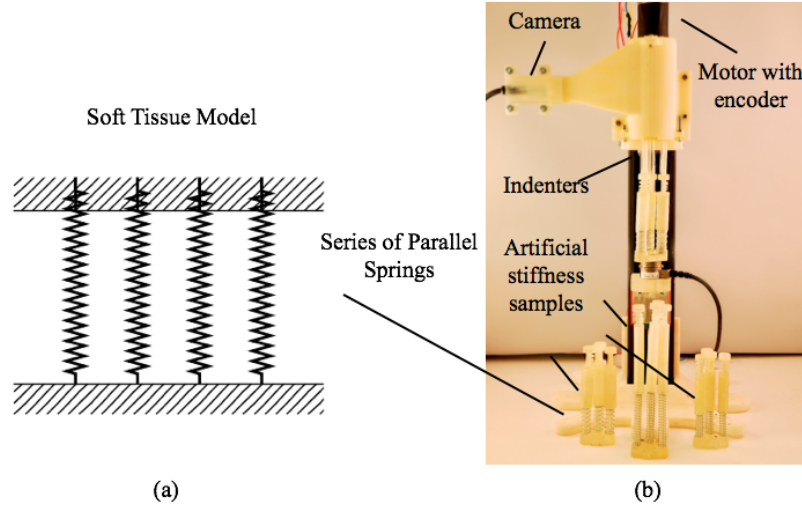 Soft Tissue Model
Camera
Motor with
encoder
Indenters
Series of Parallel
Springs
Artificial
stiffness
samples
(a)
(b)